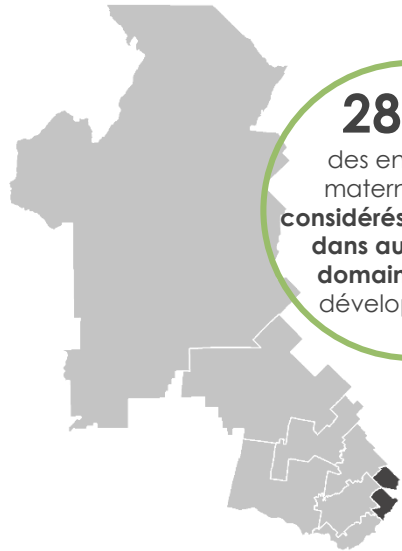 28
des en
matern
considérés
dans au
domain
dévelop